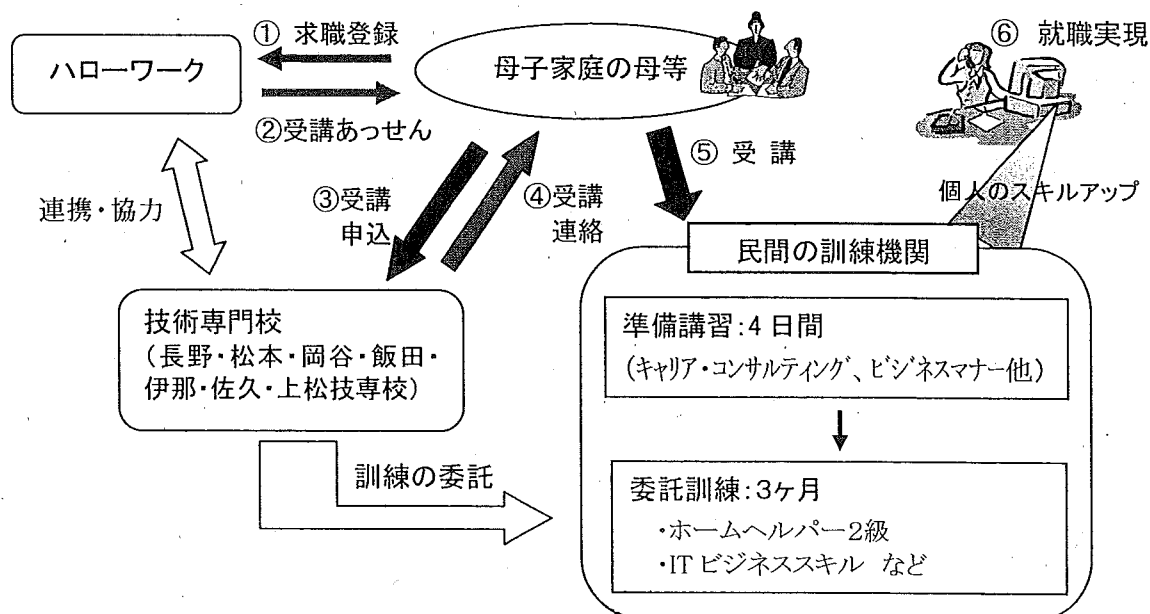 ① 求職登録
ハローワーク
母子家庭の母等
⑥ 就職実現
②受講あっせん
連携・協力
③受講
申込
④受講
連絡
⑤ 受 講
個人のスキルアップ
民間の訓練機関
技術専門校
(長野・松本・岡谷・飯田・
伊那・佐久・上松技専校)
準備講習:4日間
(キャリア・コンサルティング、ビジネスマナー他)
訓練の委託
委託訓練:3ヶ月
・ホームヘルパー2級
・ITビジネススキル など